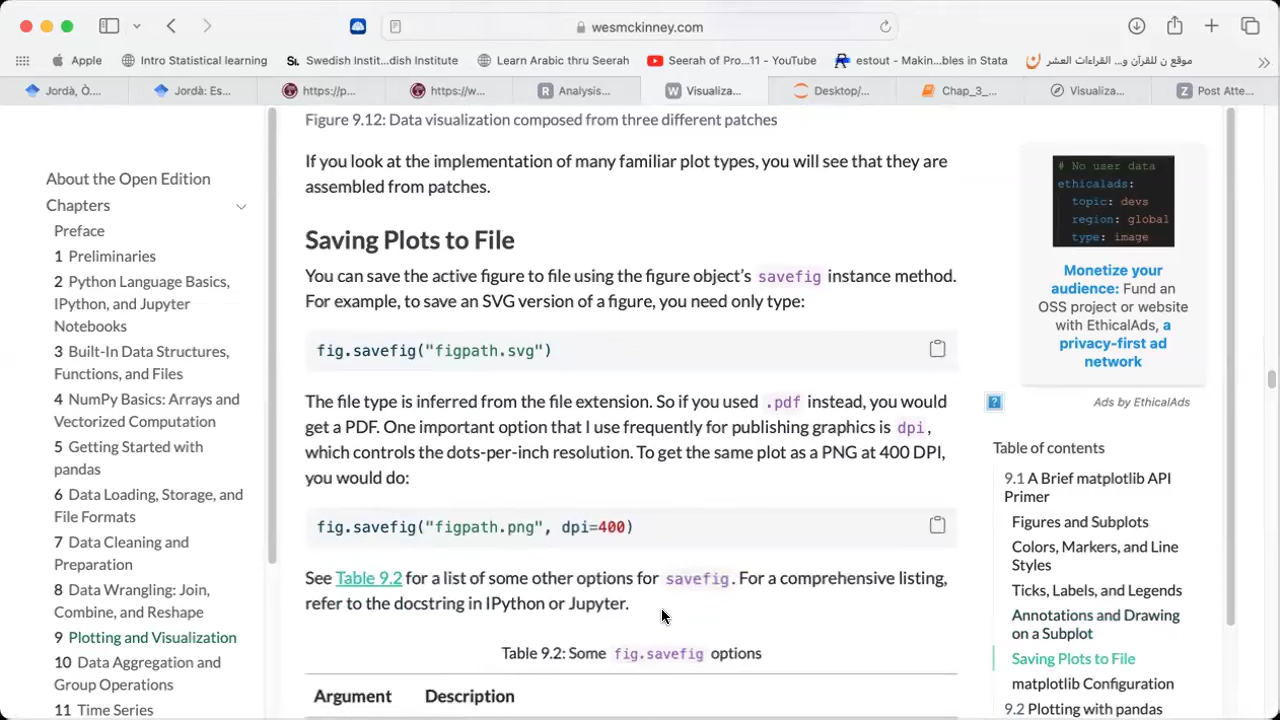 wesmckinney.com
Apple
Intro Statistical learning
SL Swedish Instit...dish Institute
Learn Arabic thru Seerah
Seerah of Pro...11 - YouTube
estout - Makin...bles in Stata
موقع ن للقرآن و... القراءات العشر
Jordà, Ò....
Jordà: Es...
https://p...
https://w...
R Analysis...
W Visualiza...
Desktop/...
Chap_3_...
Visualiza...
Z Post Atte...
About the Open Edition
Chapters
Preface
1 Preliminaries
2 Python Language Basics,
IPython, and Jupyter
Notebooks
3 Built-In Data Structures,
Functions, and Files
4 NumPy Basics: Arrays and
Vectorized Computation
5 Getting Started with
pandas
6 Data Loading, Storage, and
File Formats
7 Data Cleaning and
Preparation
8 Data Wrangling: Join,
Combine, and Reshape
9 Plotting and Visualization
10 Data Aggregation and
Group Operations
11 Time Series
Figure 9.12: Data visualization composed from three different patches
If you look at the implementation of many familiar plot types, you will see that they are
assembled from patches.
Saving Plots to File
You can save the active figure to file using the figure object's savefig instance method.
For example, to save an SVG version of a figure, you need only type:
fig.savefig("figpath.svg")
The file type is inferred from the file extension. So if you used .pdf instead, you would
get a PDF. One important option that I use frequently for publishing graphics is dpi,
which controls the dots-per-inch resolution. To get the same plot as a PNG at 400 DPI,
you would do:
fig.savefig("figpath.png", dpi=400)
See Table 9.2 for a list of some other options for savefig. For a comprehensive listing,
refer to the docstring in IPython or Jupyter.
Table 9.2: Some fig.savefig options
Argument Description
# No user data
ethicalads:
topic: devs
region: global
type: image
Monetize your
audience: Fund an
OSS project or website
with EthicalAds, a
privacy-first ad
network
Ads by EthicalAds
Table of contents
9.1 A Brief matplotlib API
Primer
Figures and Subplots
Colors, Markers, and Line
Styles
Ticks, Labels, and Legends
Annotations and Drawing
on a Subplot
Saving Plots to File
matplotlib Configuration
9.2 Plotting with pandas